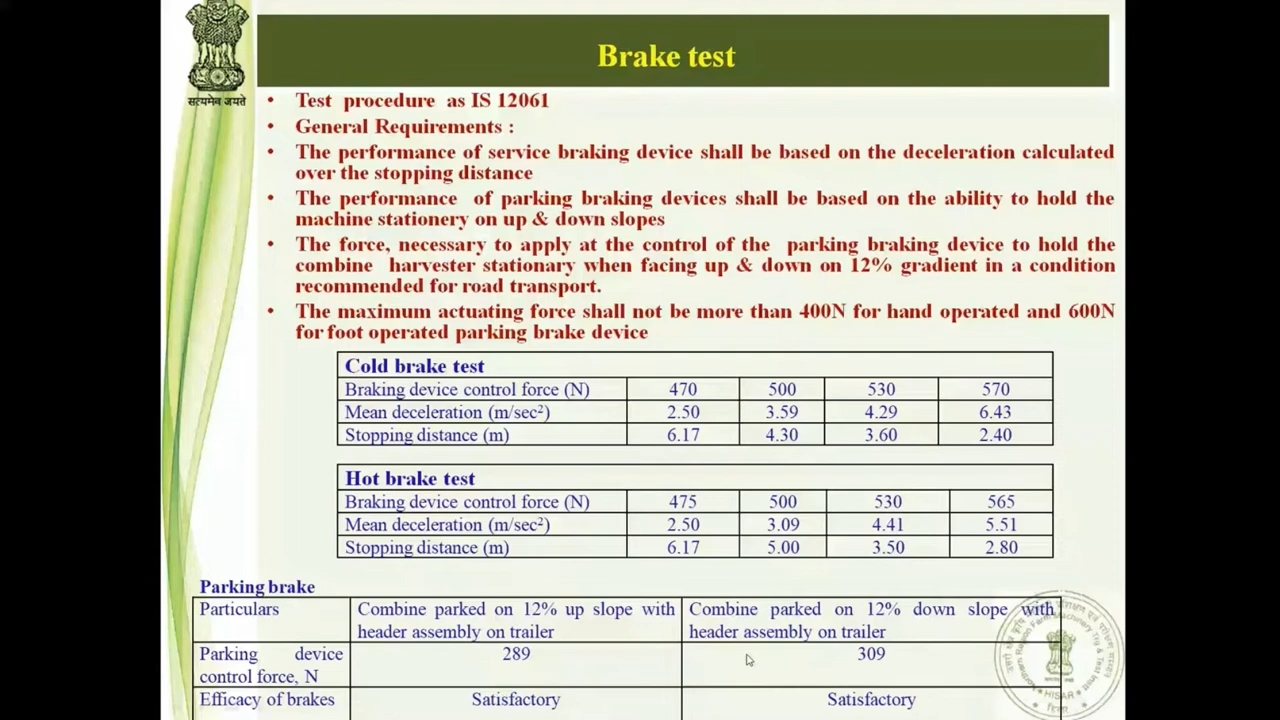 सत्यमेव जयते
Brake test
• Test procedure as IS 12061
• General Requirements :
• The performance of service braking device shall be based on the deceleration calculated
over the stopping distance
• The performance of parking braking devices shall be based on the ability to hold the
machine stationery on up & down slopes
• The force, necessary to apply at the control of the parking braking device to hold the
combine harvester stationary when facing up & down on 12% gradient in a condition
recommended for road transport.
• The maximum actuating force shall not be more than 400N for hand operated and 600N
for foot operated parking brake device
Cold brake test
Braking device control force (N) 470 500 530 570
Mean deceleration (m/sec²) 2.50 3.59 4.29 6.43
Stopping distance (m) 6.17 4.30 3.60 2.40
Hot brake test
Braking device control force (N) 475 500 530 565
Mean deceleration (m/sec²) 2.50 3.09 4.41 5.51
Stopping distance (m) 6.17 5.00 3.50 2.80
Parking brake
Particulars Combine parked on 12% up slope with Combine parked on 12% down slope with
header assembly on trailer header assembly on trailer
Parking device 289 309
control force, N
Efficacy of brakes Satisfactory Satisfactory
HISAR